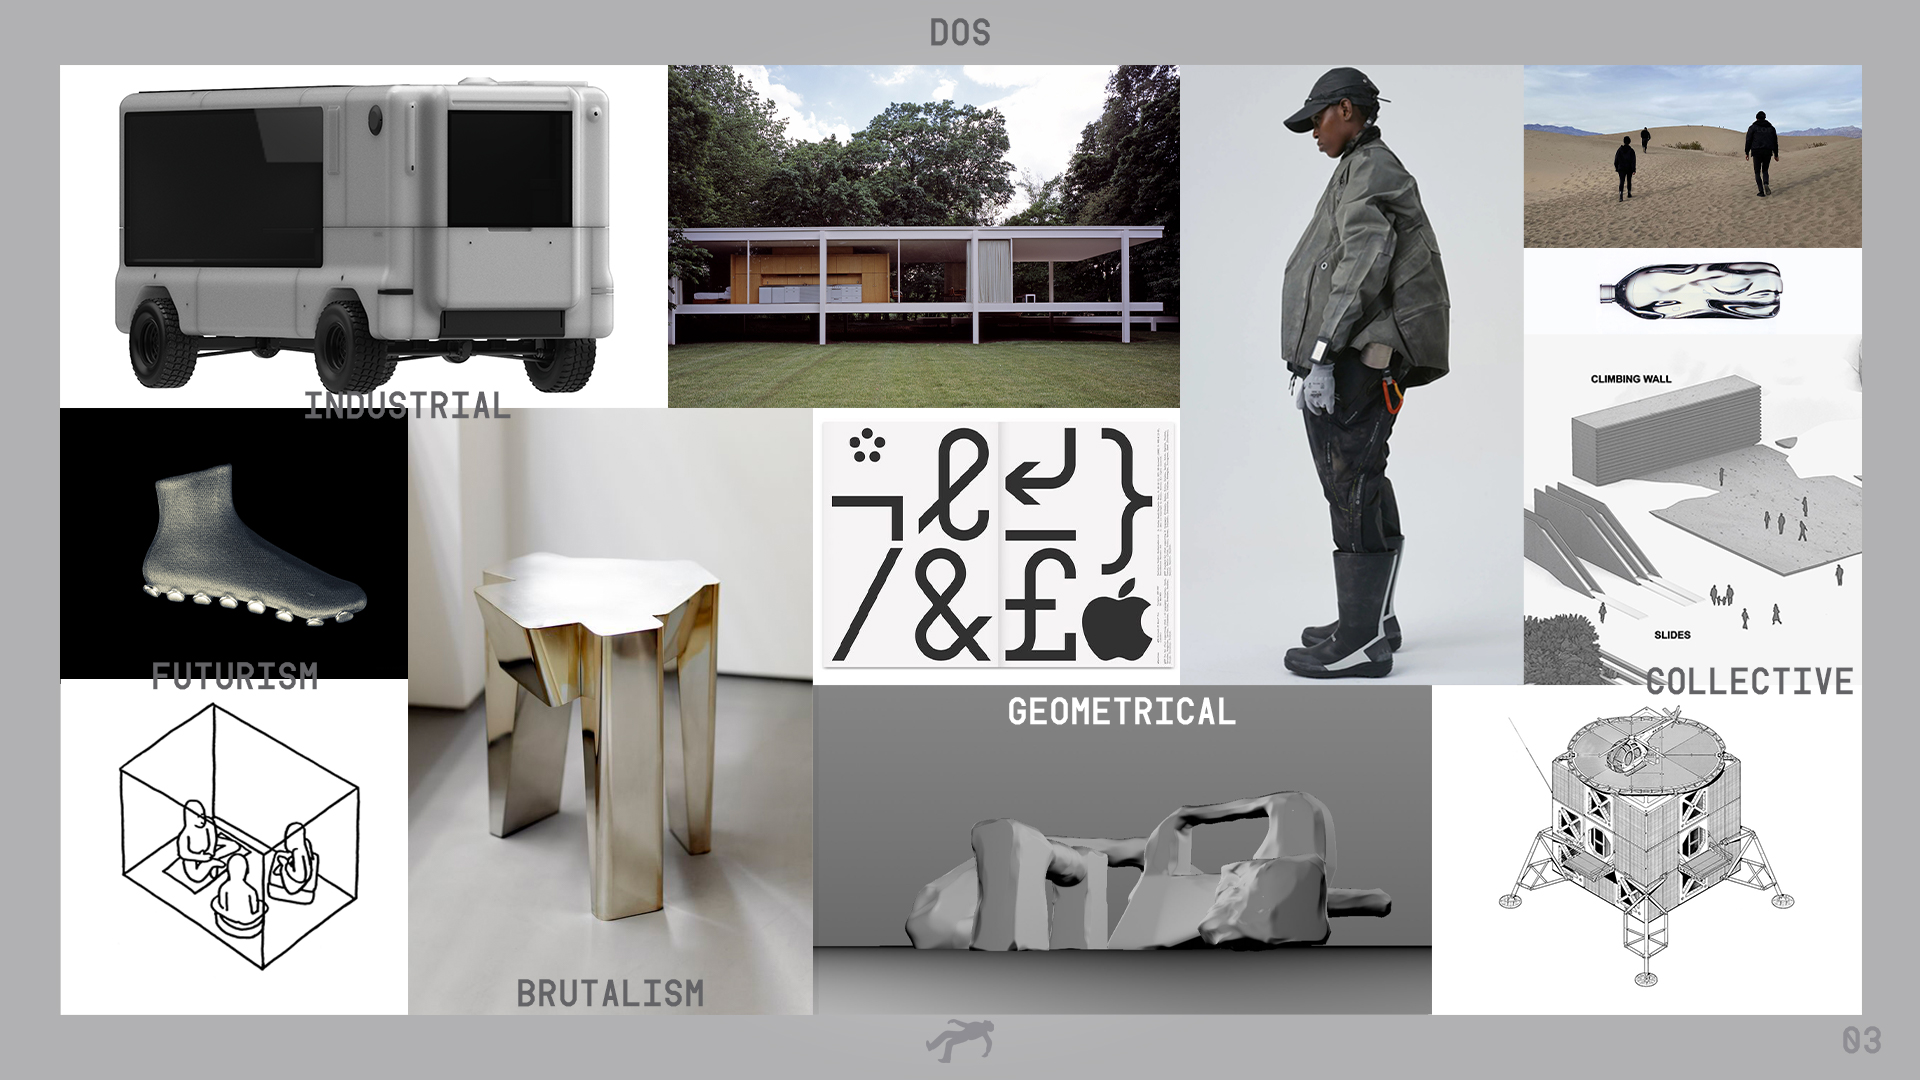 DOS
INDUSTRIAL
CLIMBING WALL
& £ }
SLIDES
FUTURISM
COLLECTIVE
GEOMETRICAL
BRUTALISM
03